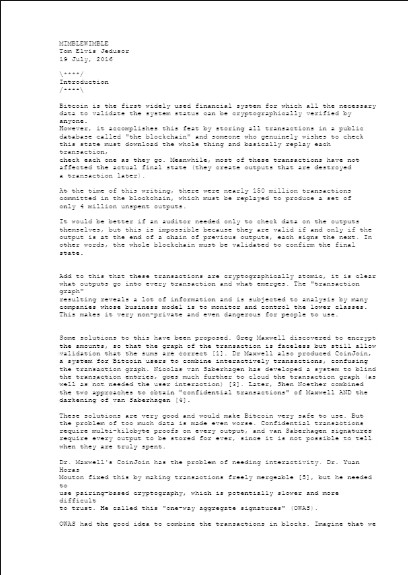 MIMBLEWIMBLE
Tom Elvis Jedusor
19 July, 2016
\****/
Introduction
/****\
Bitcoin is the first widely used financial system for which all the necessary
data to validate the system status can be cryptographically verified by
anyone.
However, it accomplishes this feat by storing all transactions in a public
database called "the blockchain" and someone who genuinely wishes to check
this state must download the whole thing and basically replay each
transaction,
check each one as they go. Meanwhile, most of these transactions have not
affected the actual final state (they create outputs that are destroyed
a transaction later).
At the time of this writing, there were nearly 150 million transactions
committed in the blockchain, which must be replayed to produce a set of
only 4 million unspent outputs.
It would be better if an auditor needed only to check data on the outputs
themselves, but this is impossible because they are valid if and only if the
output is at the end of a chain of previous outputs, each signs the next. In
other words, the whole blockchain must be validated to confirm the final
state.
Add to this that these transactions are cryptographically atomic, it is clear
what outputs go into every transaction and what emerges. The "transaction
graph"
resulting reveals a lot of information and is subjected to analysis by many
companies whose business model is to monitor and control the lower classes.
This makes it very non-private and even dangerous for people to use.
Some solutions to this have been proposed. Greg Maxwell discovered to encrypt
the amounts, so that the graph of the transaction is faceless but still allow
validation that the sums are correct [1]. Dr Maxwell also produced CoinJoin,
a system for Bitcoin users to combine interactively transactions, confusing
the transaction graph. Nicolas van Saberhagen has developed a system to blind
the transaction entries, goes much further to cloud the transaction graph (as
well as not needed the user interaction) [3]. Later, Shen Noether combined
the two approaches to obtain "confidential transactions" of Maxwell AND the
darkening of van Saberhagen [4].
These solutions are very good and would make Bitcoin very safe to use. But
the problem of too much data is made even worse. Confidential transactions
require multi-kilobyte proofs on every output, and van Saberhagen signatures
require every output to be stored for ever, since it is not possible to tell
when they are truly spent.
Dr. Maxwell's CoinJoin has the problem of needing interactivity. Dr. Yuan
Horas
Mouton fixed this by making transactions freely mergeable [5], but he needed
to
use pairing-based cryptography, which is potentially slower and more
difficult
to trust. He called this "one-way aggregate signatures" (OWAS).
OWAS had the good idea to combine the transactions in blocks. Imagine that we